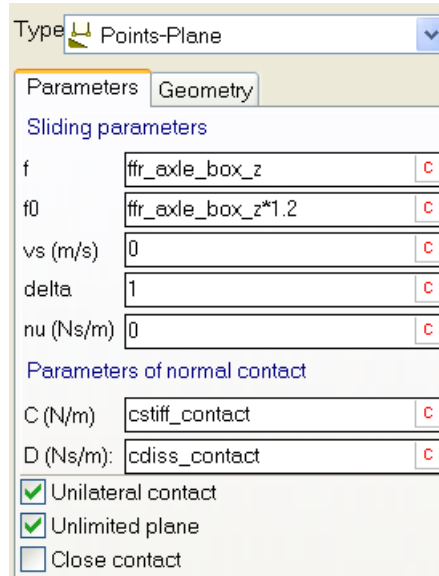 Type Points-Plane
Parameters Geometry
Sliding parameters
f ffr_axle_box_z C
f0 ffr_axle_box_z*1.2 C
vs (m/s) 0 C
delta 1 C
nu (Ns/m) 0 C
Parameters of normal contact
C (N/m) cstiff_contact C
D (Ns/m): cdiss_contact C
Unilateral contact
Unlimited plane
Close contact